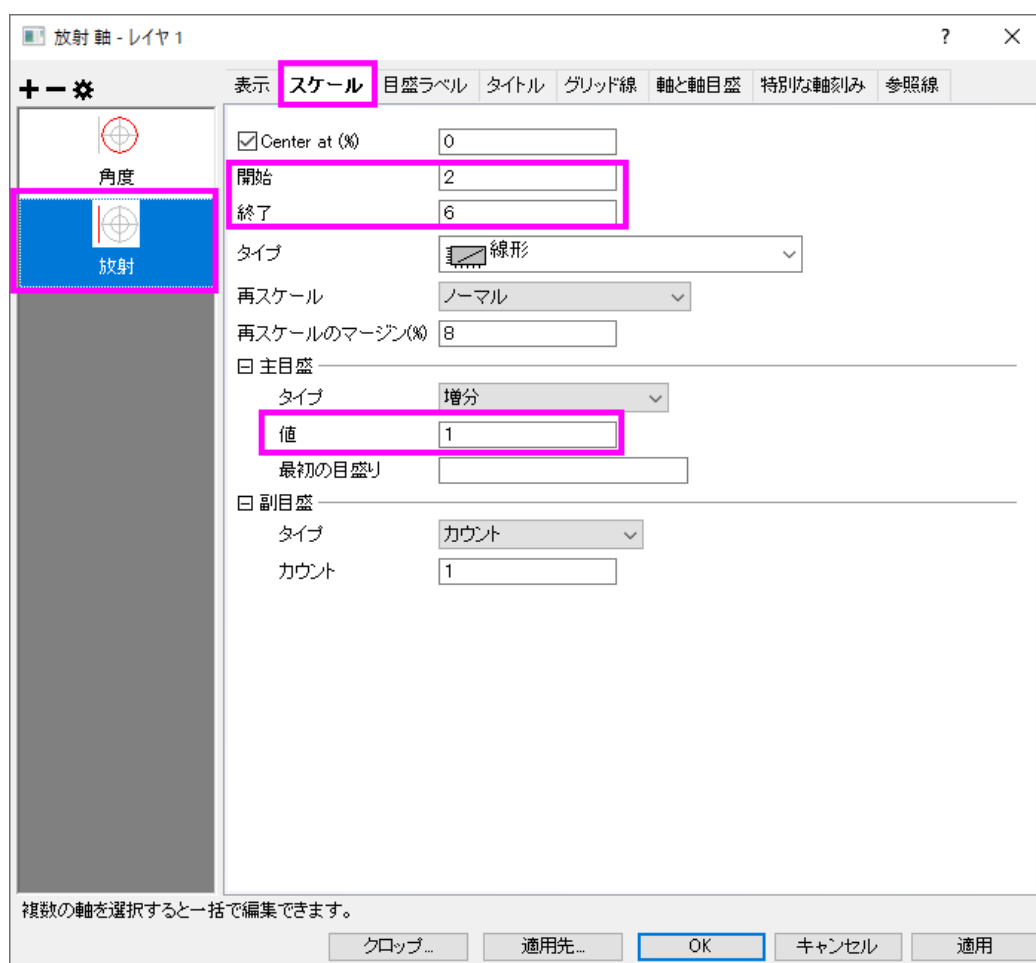 放射 軸 - レイヤ 1
?
表示 スケール 目盛ラベル タイトル グリッド線 軸と軸目盛 特別な軸刻み 参照線
角度
放射
Center at (%) 0
開始 2
終了 6
タイプ 線形
再スケール ノーマル
再スケールのマージン(%) 8
主目盛
タイプ 増分
値 1
最初の目盛り
副目盛
タイプ カウント
カウント 1
複数の軸を選択すると一括で編集できます。
クロップ... 適用先... OK キャンセル 適用